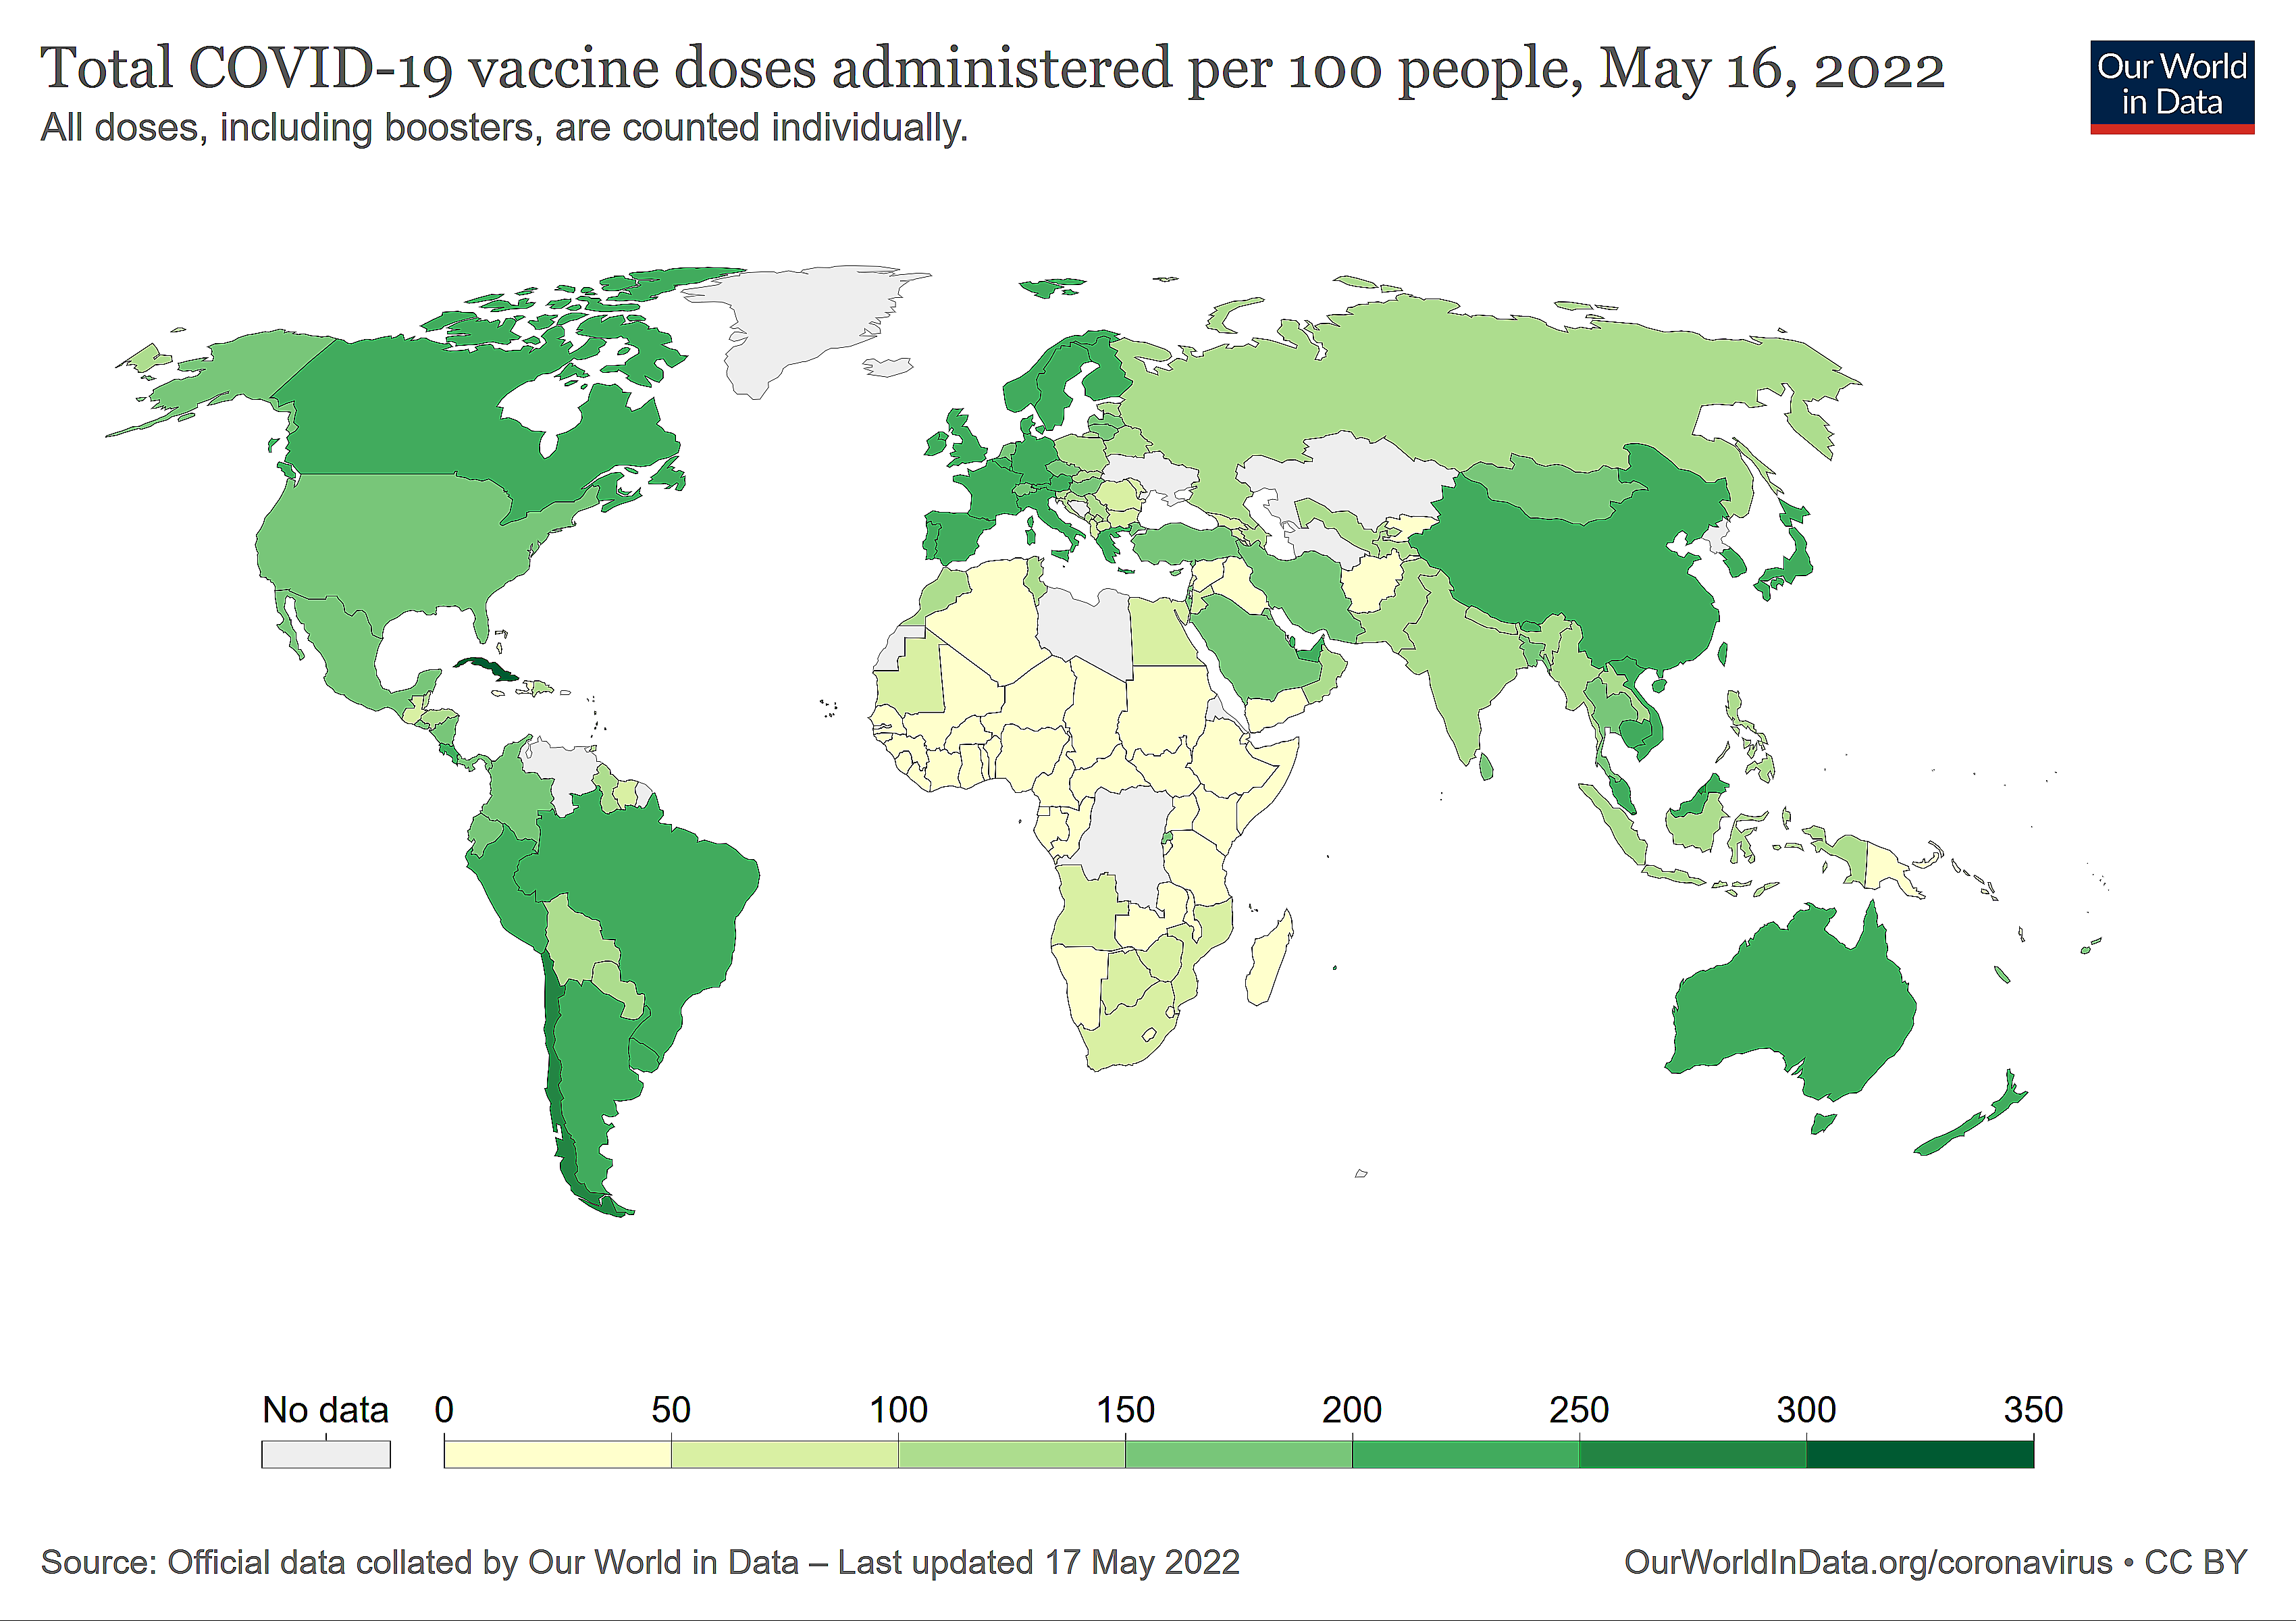 Total COVID-19 vaccine doses administered per 100 people, May 16, 2022
All doses, including boosters, are counted individually.
Our World
in Data
No data 0 50 100 150 200 250 300 350
Source: Official data collated by Our World in Data – Last updated 17 May 2022
OurWorldInData.org/coronavirus • CC BY